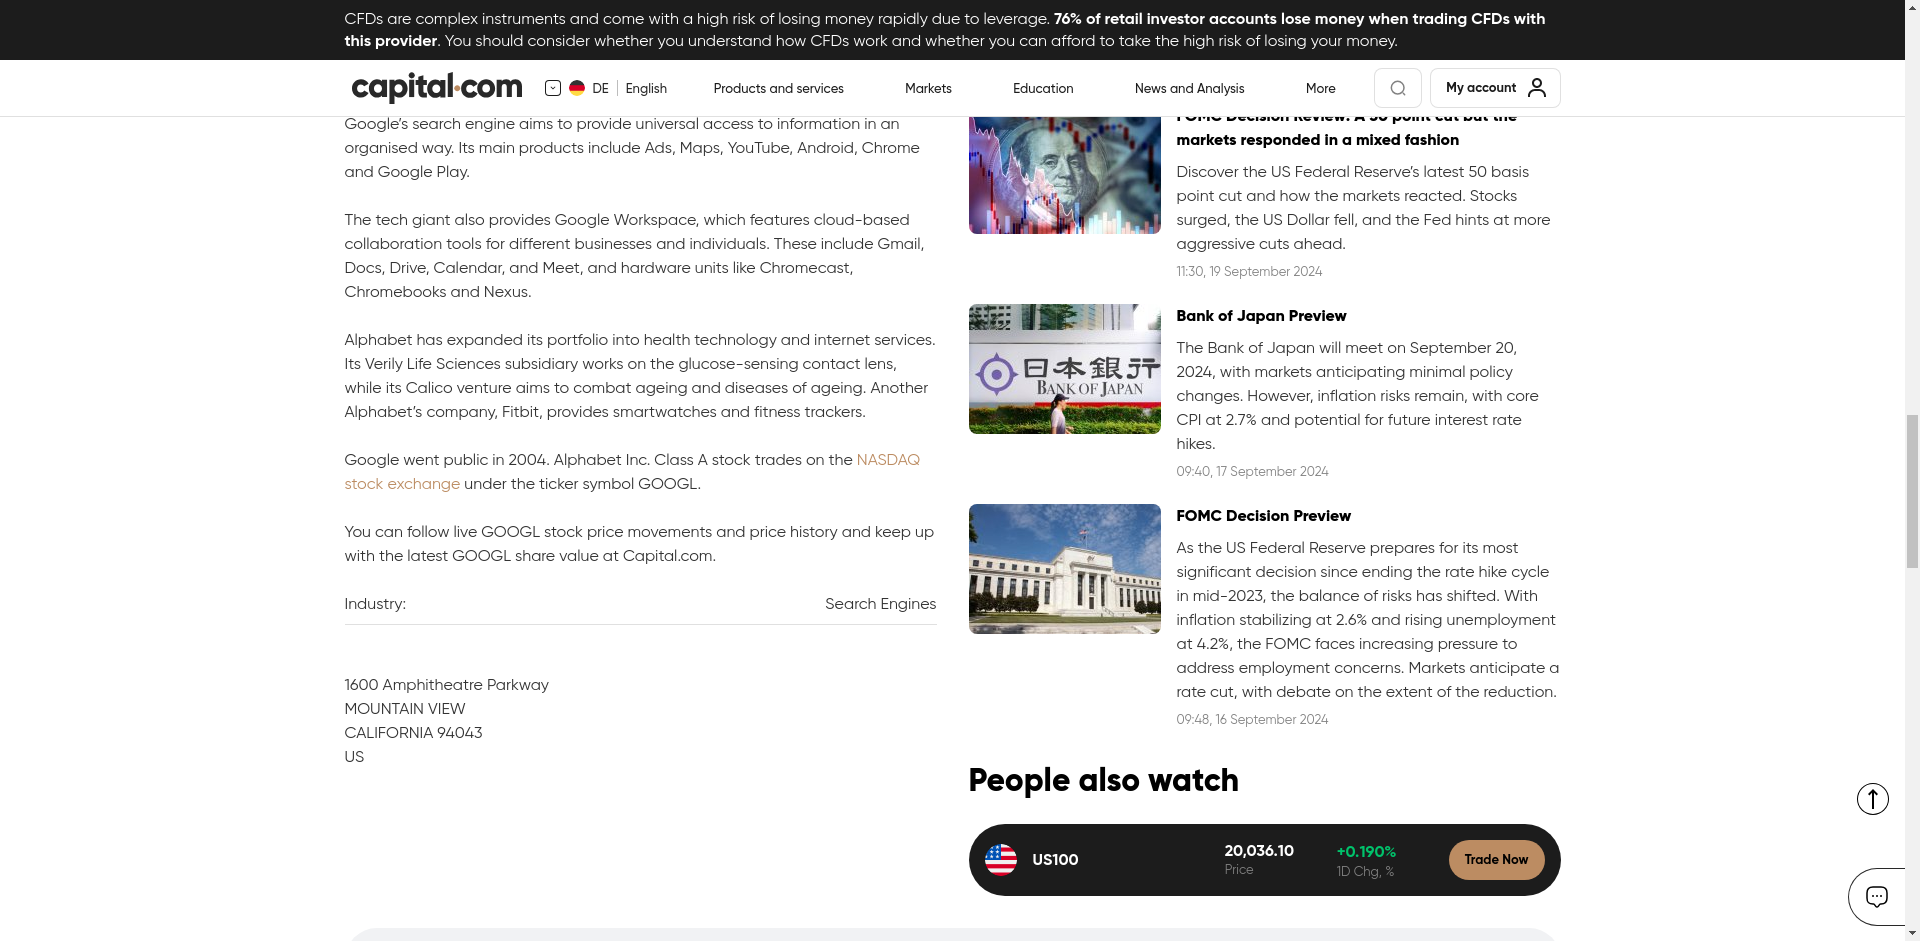 CFDs are complex instruments and come with a high risk of losing money rapidly due to leverage. 76% of retail investor accounts lose money when trading CFDs with
this provider. You should consider whether you understand how CFDs work and whether you can afford to take the high risk of losing your money.
capital.com
DE
English
Products and services
Markets
Education
News and Analysis
More
My account
Google’s search engine aims to provide universal access to information in an
organised way. Its main products include Ads, Maps, YouTube, Android, Chrome
and Google Play.
The tech giant also provides Google Workspace, which features cloud-based
collaboration tools for different businesses and individuals. These include Gmail,
Docs, Drive, Calendar, and Meet, and hardware units like Chromecast,
Chromebooks and Nexus.
Alphabet has expanded its portfolio into health technology and internet services.
Its Verily Life Sciences subsidiary works on the glucose-sensing contact lens,
while its Calico venture aims to combat ageing and diseases of ageing. Another
Alphabet’s company, Fitbit, provides smartwatches and fitness trackers.
Google went public in 2004. Alphabet Inc. Class A stock trades on the NASDAQ
stock exchange under the ticker symbol GOOGL.
You can follow live GOOGL stock price movements and price history and keep up
with the latest GOOGL share value at Capital.com.
Industry:
Search Engines
1600 Amphitheatre Parkway
MOUNTAIN VIEW
CALIFORNIA 94043
US
FOMC Decision Review: A 50 point cut but the
markets responded in a mixed fashion
Discover the US Federal Reserve’s latest 50 basis
point cut and how the markets reacted. Stocks
surged, the US Dollar fell, and the Fed hints at more
aggressive cuts ahead.
11:30, 19 September 2024
日本銀行
BANK OF JAPAN
Bank of Japan Preview
The Bank of Japan will meet on September 20,
2024, with markets anticipating minimal policy
changes. However, inflation risks remain, with core
CPI at 2.7% and potential for future interest rate
hikes.
09:40, 17 September 2024
FOMC Decision Preview
As the US Federal Reserve prepares for its most
significant decision since ending the rate hike cycle
in mid-2023, the balance of risks has shifted. With
inflation stabilizing at 2.6% and rising unemployment
at 4.2%, the FOMC faces increasing pressure to
address employment concerns. Markets anticipate a
rate cut, with debate on the extent of the reduction.
09:48, 16 September 2024
People also watch
US100
20,036.10
Price
+0.190%
1D Chg, %
Trade Now